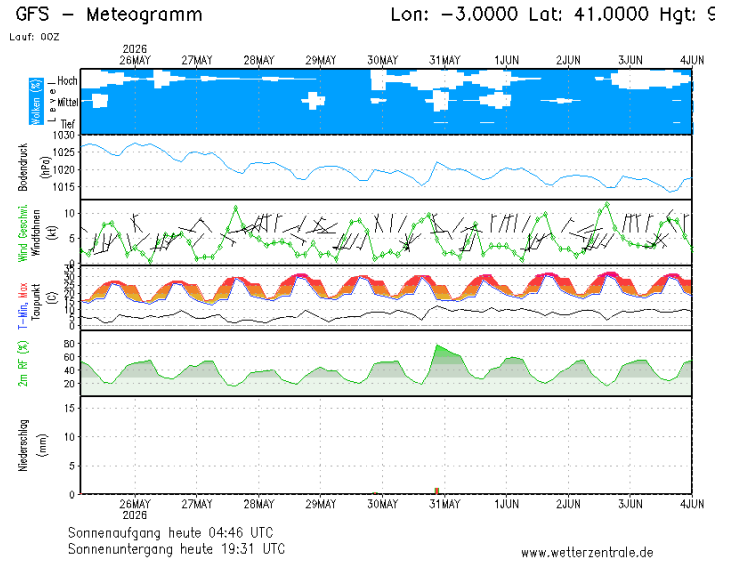 GFS – Meteogramm
Lon: −3.0000 Lat: 41.0000 Hgt: 9
Lauf: 00Z
2026
26MAY 27MAY 28MAY 29MAY 30MAY 31MAY 1JUN 2JUN 3JUN 4JUN
Wolken (%)
Level
Hoch
Mittel
Tief
Bodendruck
(hPa)
1030
1025
1020
1015
Wind Geschwi.
Windfahnen
(kt)
10
5
0
T-Min, Max
Taupunkt
(C)
35
30
25
20
15
10
5
0
2m RF (%)
80
60
40
20
Niederschlag
(mm)
15
10
5
0
26MAY 27MAY 28MAY 29MAY 30MAY 31MAY 1JUN 2JUN 3JUN 4JUN
2026
Sonnenaufgang heute 04:46 UTC
Sonnenuntergang heute 19:31 UTC
www.wetterzentrale.de